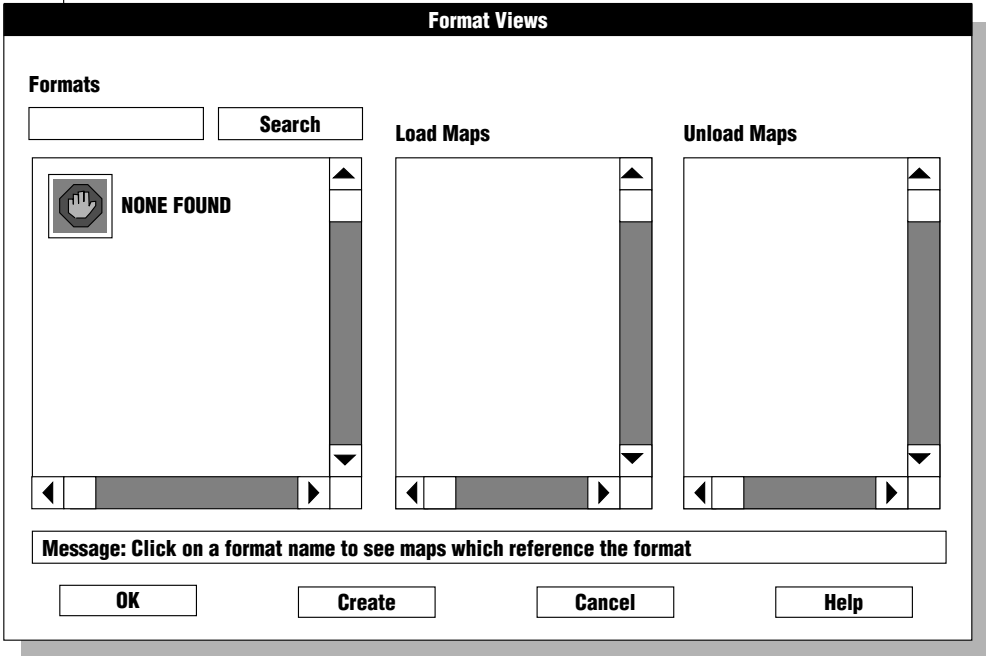 Format Views
Formats
Search
Load Maps
Unload Maps
NONE FOUND
Message: Click on a format name to see maps which reference the format
OK
Create
Cancel
Help